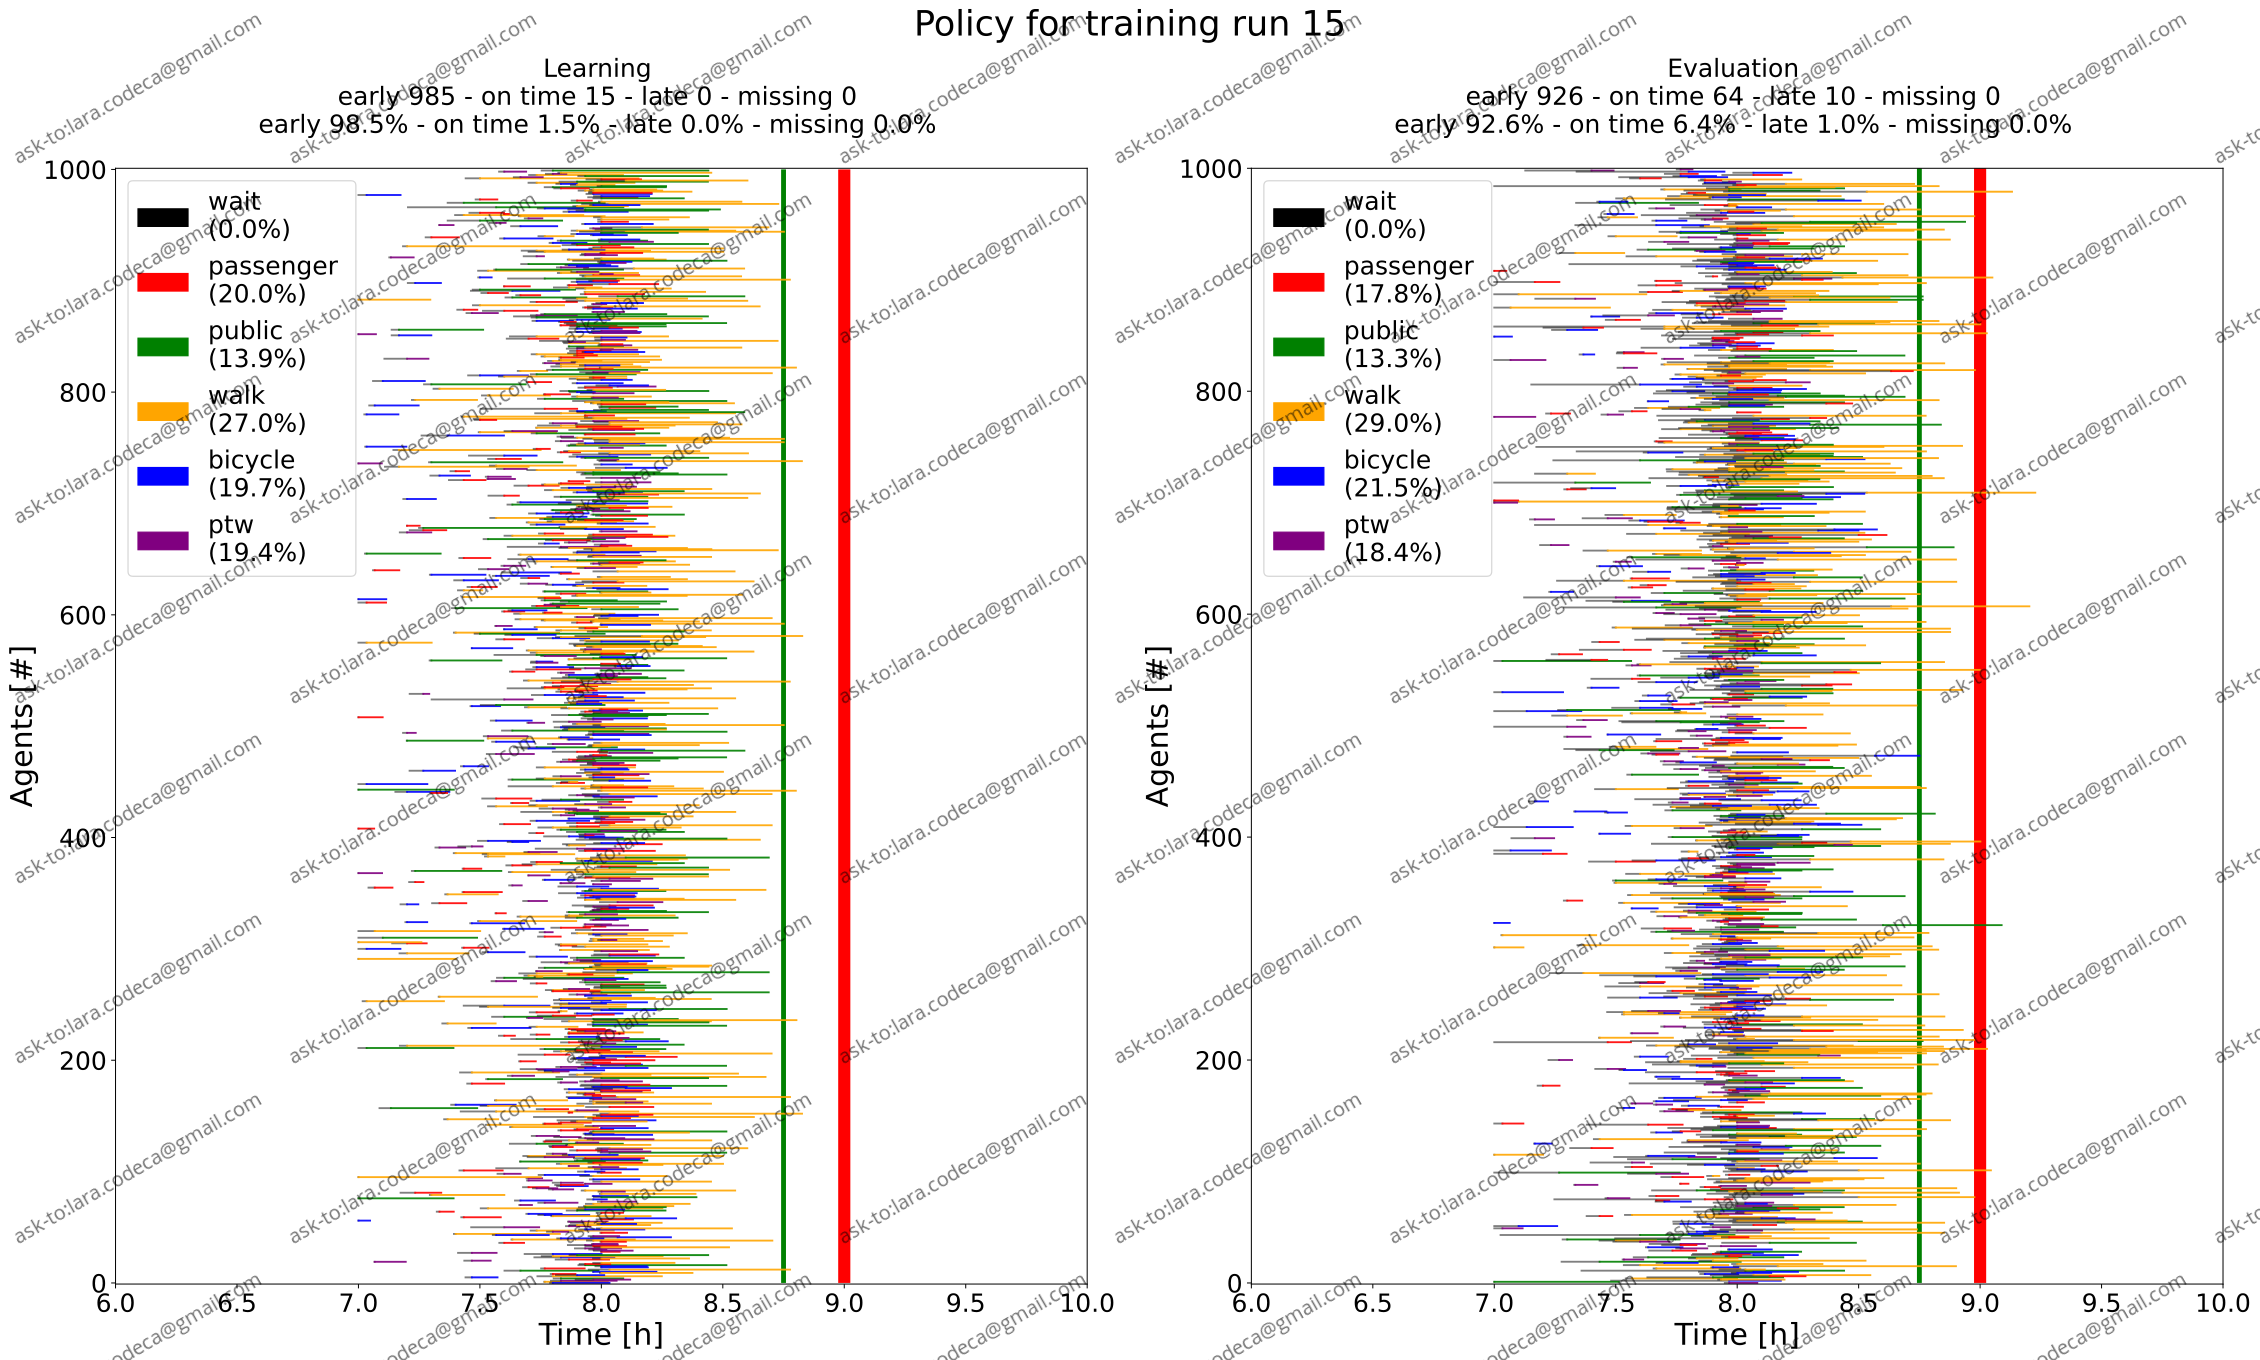 Policy for training run 15
Learning
early 985 - on time 15 - late 0 - missing 0
early 98.5% - on time 1.5% - late 0.0% - missing 0.0%
Agents [#]
1000
800
600
400
200
0
wait
(0.0%)
passenger
(20.0%)
public
(13.9%)
walk
(27.0%)
bicycle
(19.7%)
ptw
(19.4%)
6.0 6.5 7.0 7.5 8.0 8.5 9.0 9.5 10.0
Time [h]
Evaluation
early 926 - on time 64 - late 10 - missing 0
early 92.6% - on time 6.4% - late 1.0% - missing 0.0%
Agents [#]
1000
800
600
400
200
0
wait
(0.0%)
passenger
(17.8%)
public
(13.3%)
walk
(29.0%)
bicycle
(21.5%)
ptw
(18.4%)
6.0 6.5 7.0 7.5 8.0 8.5 9.0 9.5 10.0
Time [h]
ask-to:lara.codeca@gmail.com